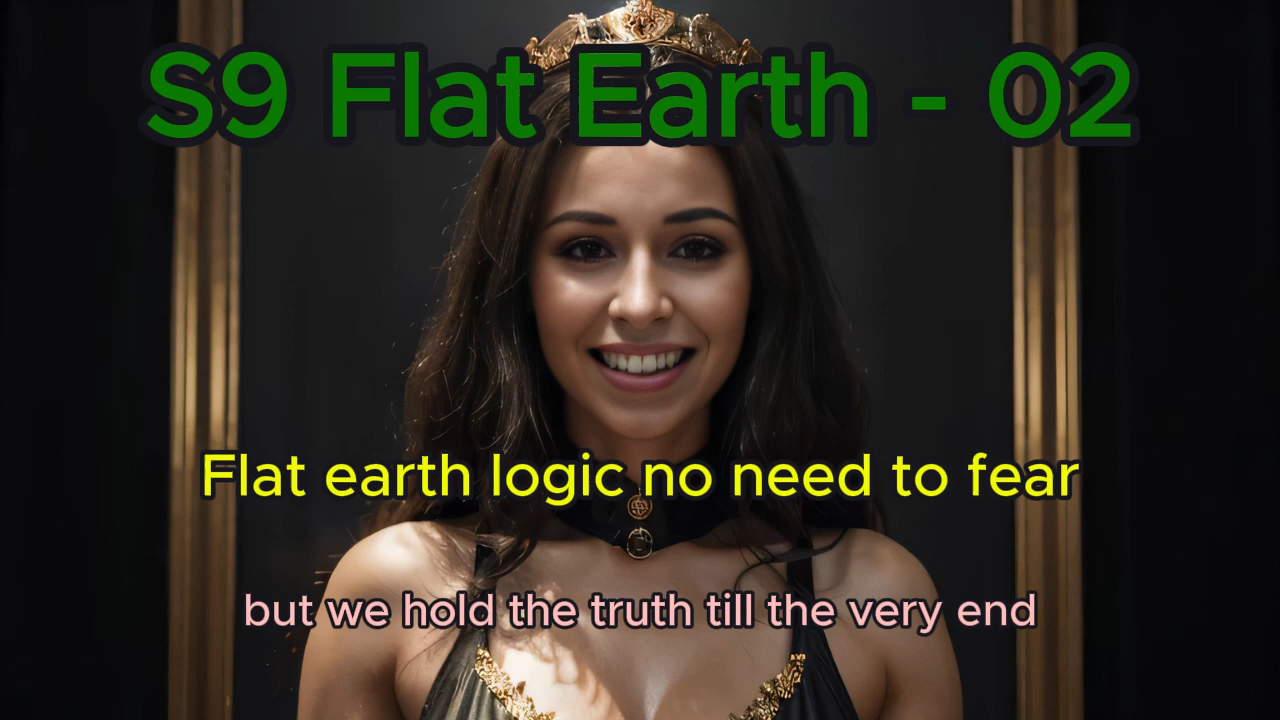 S9 Flat Earth - 02
Flat earth logic no need to fear
but we hold the truth till the very end